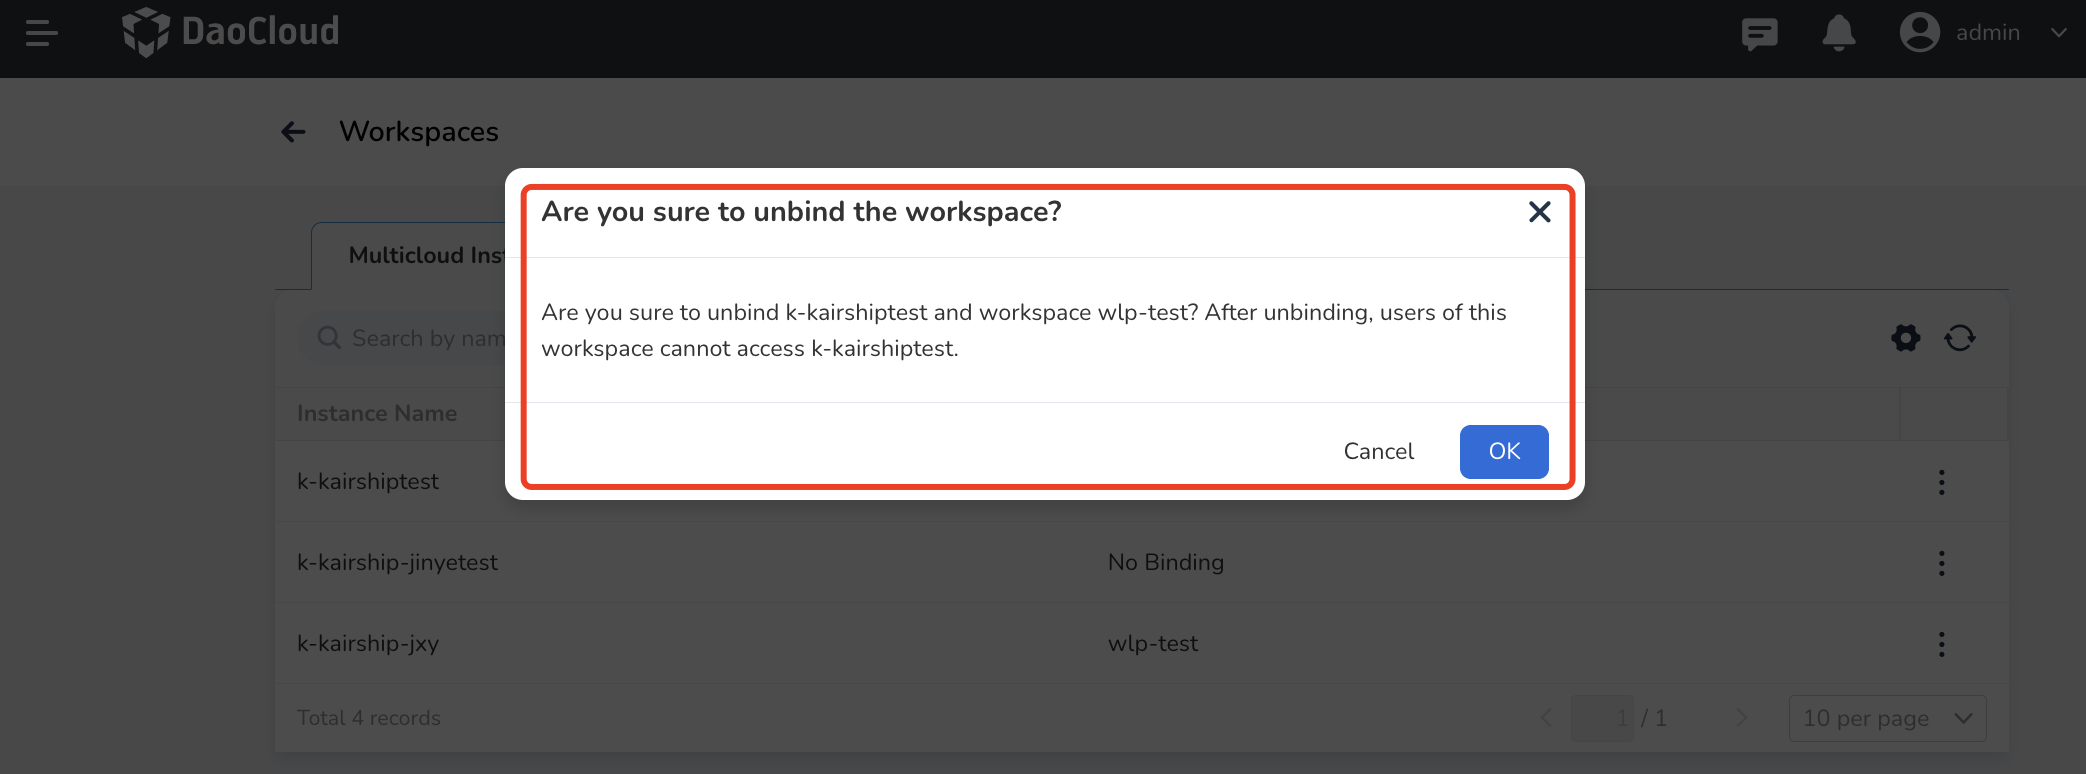 DaoCloud
admin
Workspaces
Are you sure to unbind the workspace?
Multicloud Ins
Are you sure to unbind k-kairshiptest and workspace wlp-test? After unbinding, users of this
workspace cannot access k-kairshiptest.
Search by nam
Instance Name
Cancel
OK
k-kairshiptest
k-kairship-jinyetest
No Binding
k-kairship-jxy
wlp-test
Total 4 records
1 / 1
10 per page